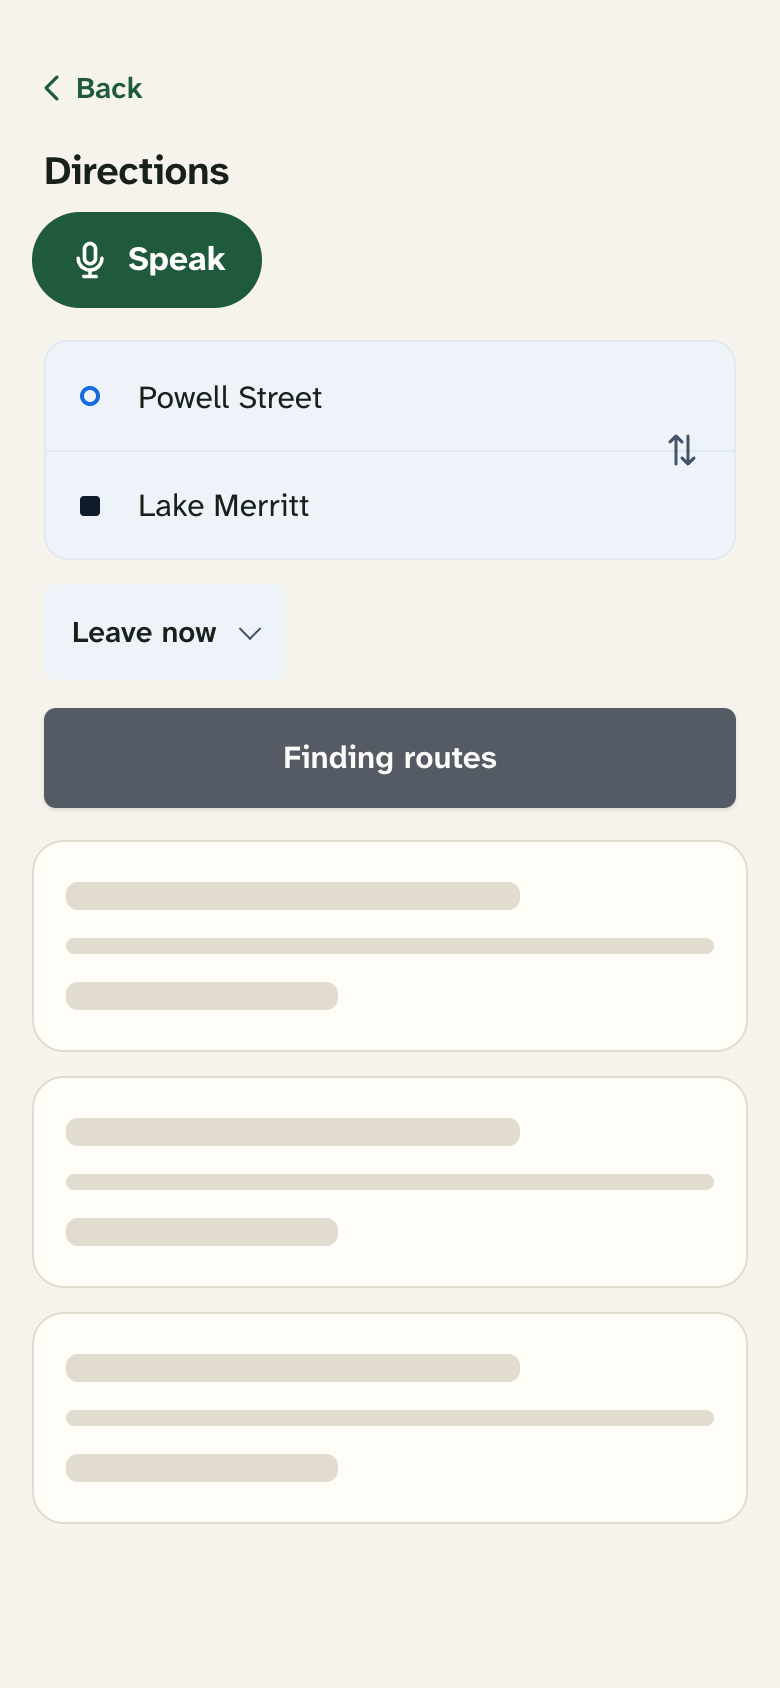 Back
Directions
Speak
Powell Street
Lake Merritt
Leave now
Finding routes